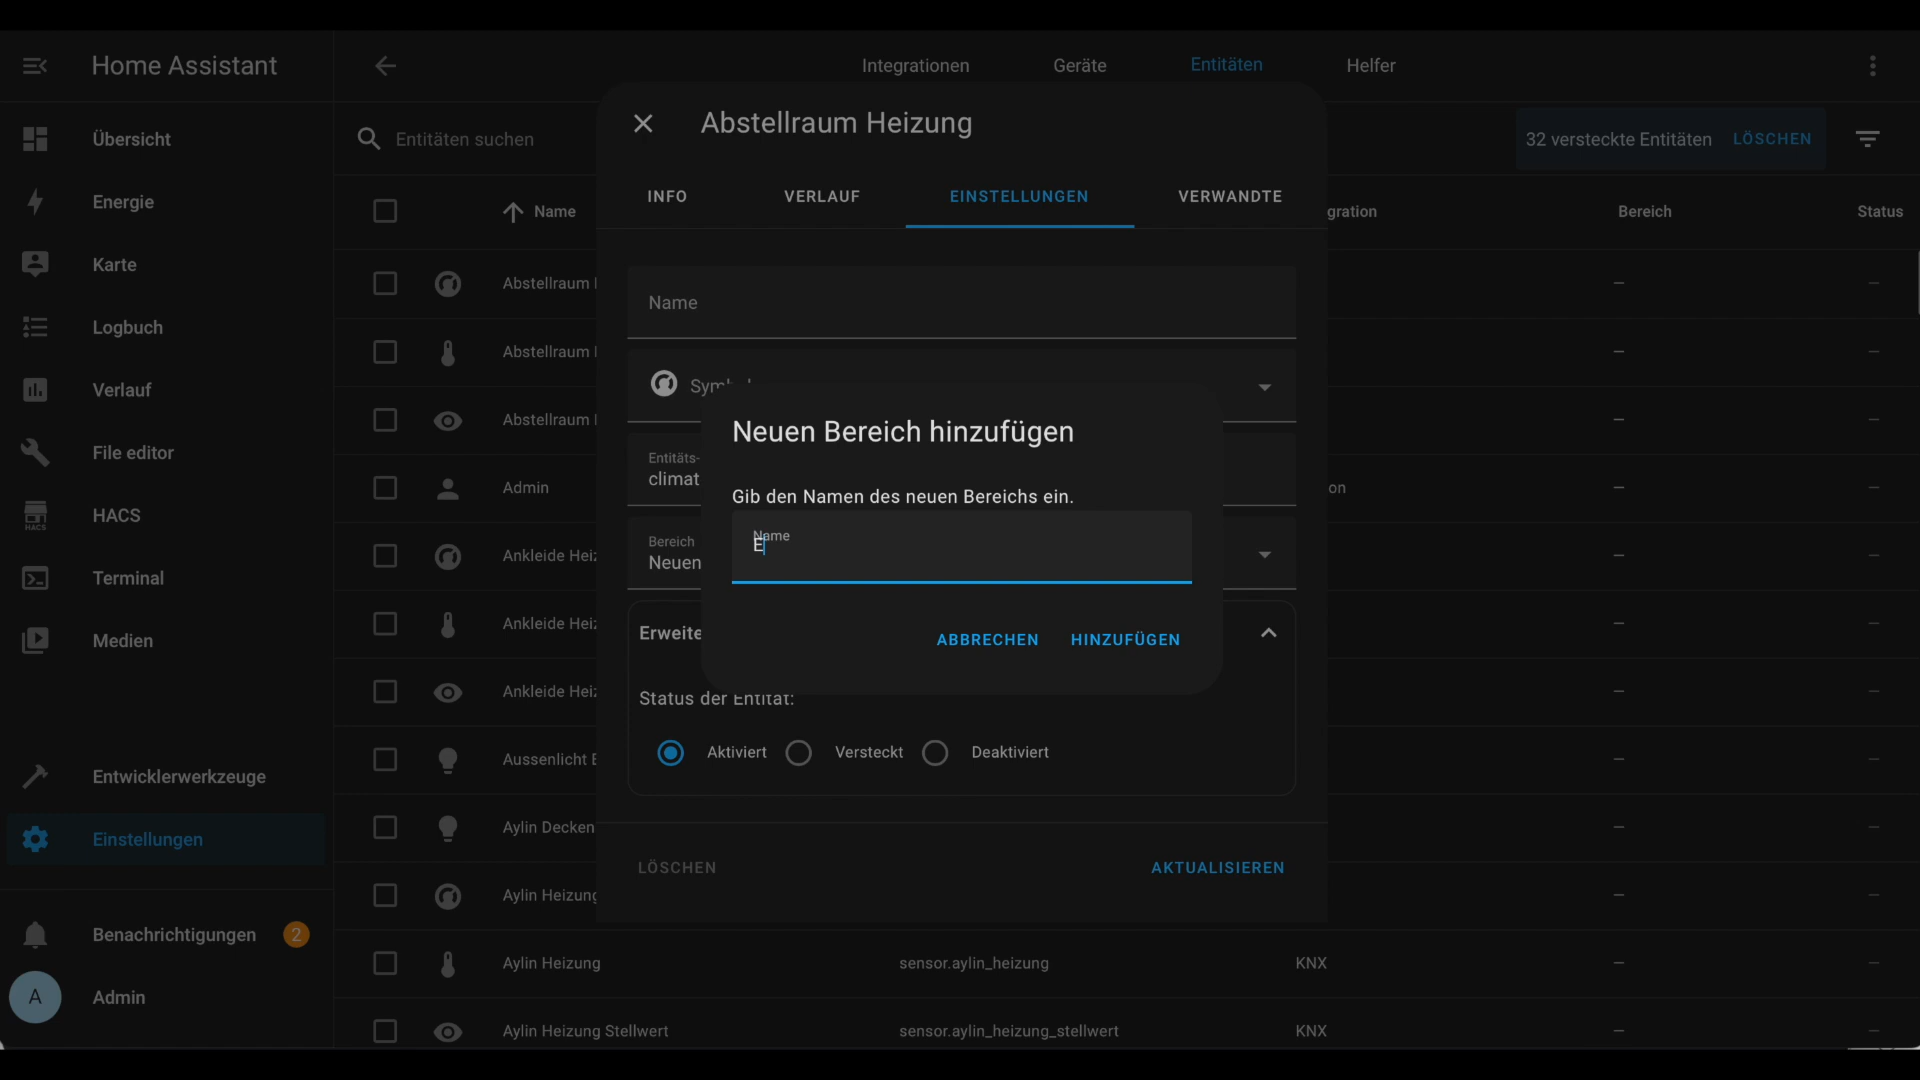 Home Assistant
Integrationen
Geräte
Entitäten
Helfer
Abstellraum Heizung
Entitäten suchen
32 versteckte Entitäten LÖSCHEN
INFO
VERLAUF
EINSTELLUNGEN
VERWANDTE
Name
gration
Bereich
Status
Übersicht
Energie
Karte
Logbuch
Verlauf
File editor
HACS
HACS
Terminal
Medien
Entwicklerwerkzeuge
Einstellungen
Benachrichtigungen 2
A Admin
Abstellraum
—
—
Abstellraum
—
—
Abstellraum
—
—
Admin
on
—
—
Ankleide Heiz
—
—
Ankleide Heiz
—
—
Ankleide Heiz
—
—
Aussenlicht E
—
—
Aylin Decken
—
—
Aylin Heizung
—
—
Aylin Heizung
sensor.aylin_heizung
KNX
—
—
Aylin Heizung Stellwert
sensor.aylin_heizung_stellwert
KNX
—
—
Name
Entitäts-
climat
Bereich
Neuen
Erweite
Status der Entität:
Aktiviert
Versteckt
Deaktiviert
LÖSCHEN
AKTUALISIEREN
Neuen Bereich hinzufügen
Gib den Namen des neuen Bereichs ein.
Name
E
ABBRECHEN
HINZUFÜGEN